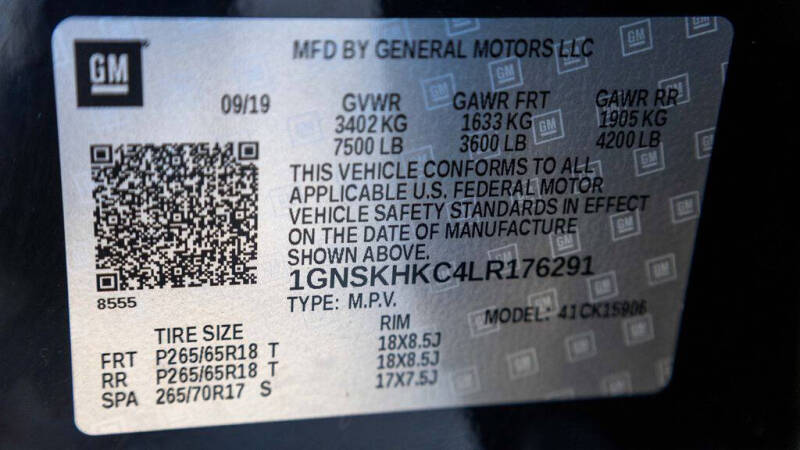 GM
MFD BY GENERAL MOTORS LLC
09/19
GVWR GAWR FRT GAWR RR
3402 KG 1633 KG 1905 KG
7500 LB 3600 LB 4200 LB
THIS VEHICLE CONFORMS TO ALL
APPLICABLE U.S. FEDERAL MOTOR
VEHICLE SAFETY STANDARDS IN EFFECT
ON THE DATE OF MANUFACTURE
SHOWN ABOVE.
1GNSKHKC4LR176291
8555
TYPE: M.P.V.
MODEL: 41CK15906
TIRE SIZE RIM
FRT P265/65R18 T 18X8.5J
RR P265/65R18 T 18X8.5J
SPA 265/70R17 S 17X7.5J